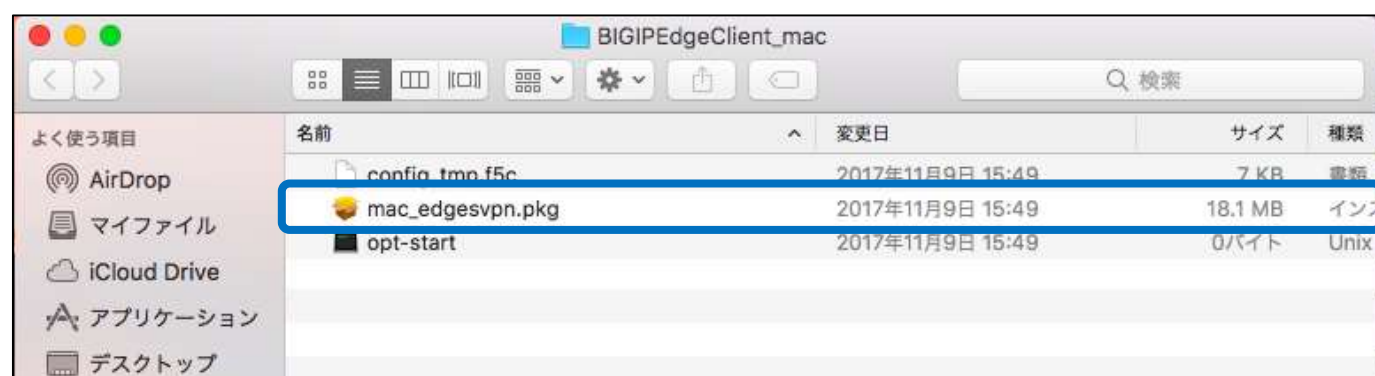 BIGIPEdgeClient_mac
検索
よく使う項目
AirDrop
マイファイル
iCloud Drive
アプリケーション
デスクトップ
名前 変更日 サイズ 種類
config_tmp.f5c 2017年11月9日 15:49 7 KB 書類
mac_edgesvpn.pkg 2017年11月9日 15:49 18.1 MB インス
opt-start 2017年11月9日 15:49 0バイト Unix